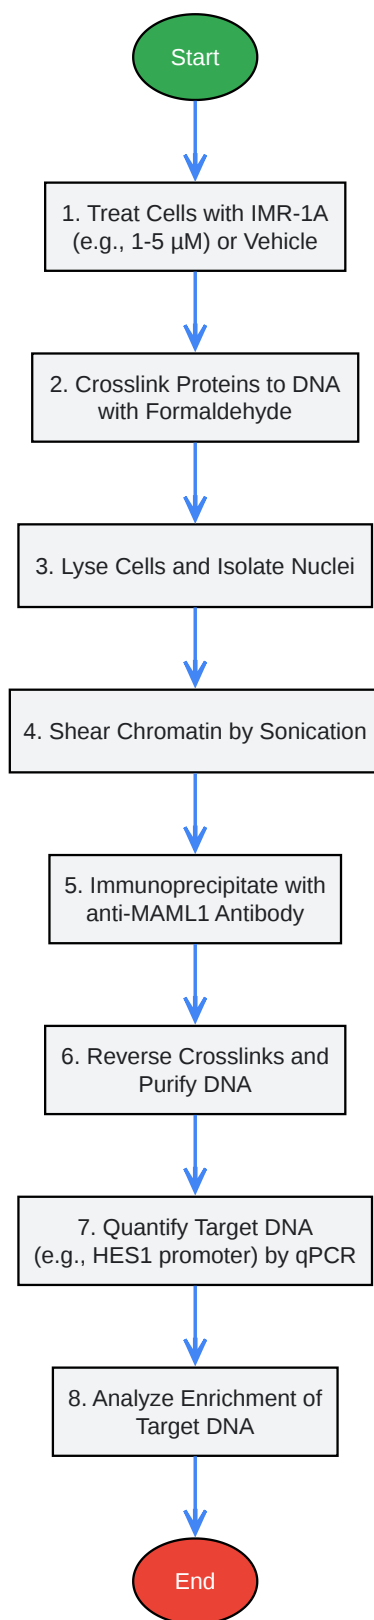 Start
1. Treat Cells with IMR-1A
(e.g., 1-5 µM) or Vehicle
2. Crosslink Proteins to DNA
with Formaldehyde
3. Lyse Cells and Isolate Nuclei
4. Shear Chromatin by Sonication
5. Immunoprecipitate with
anti-MAML1 Antibody
6. Reverse Crosslinks and
Purify DNA
7. Quantify Target DNA
(e.g., HES1 promoter) by qPCR
8. Analyze Enrichment of
Target DNA
End